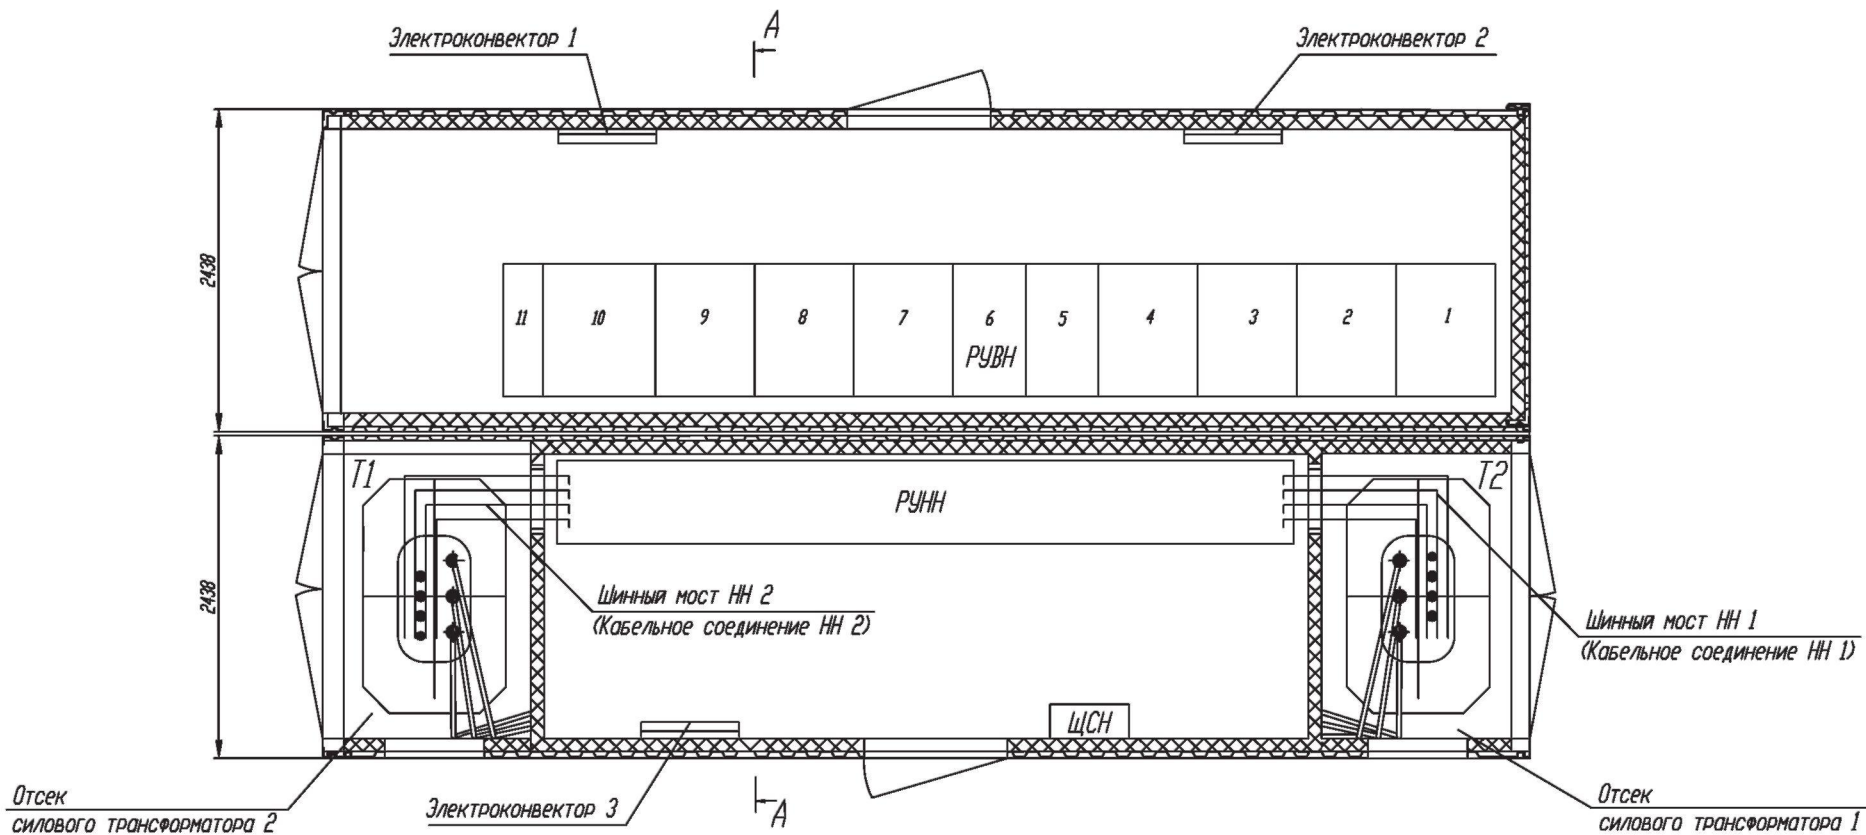 Электроконвектор 1
А
Электроконвектор 2
2438
11 10 9 8 7 6 5 4 3 2 1
РУВН
Т1
РУНН
Т2
2438
Шинный мост НН 2
(Кабельное соединение НН 2)
Шинный мост НН 1
(Кабельное соединение НН 1)
ЩСН
Отсек
силового трансформатора 2
Электроконвектор 3
А
Отсек
силового трансформатора 1